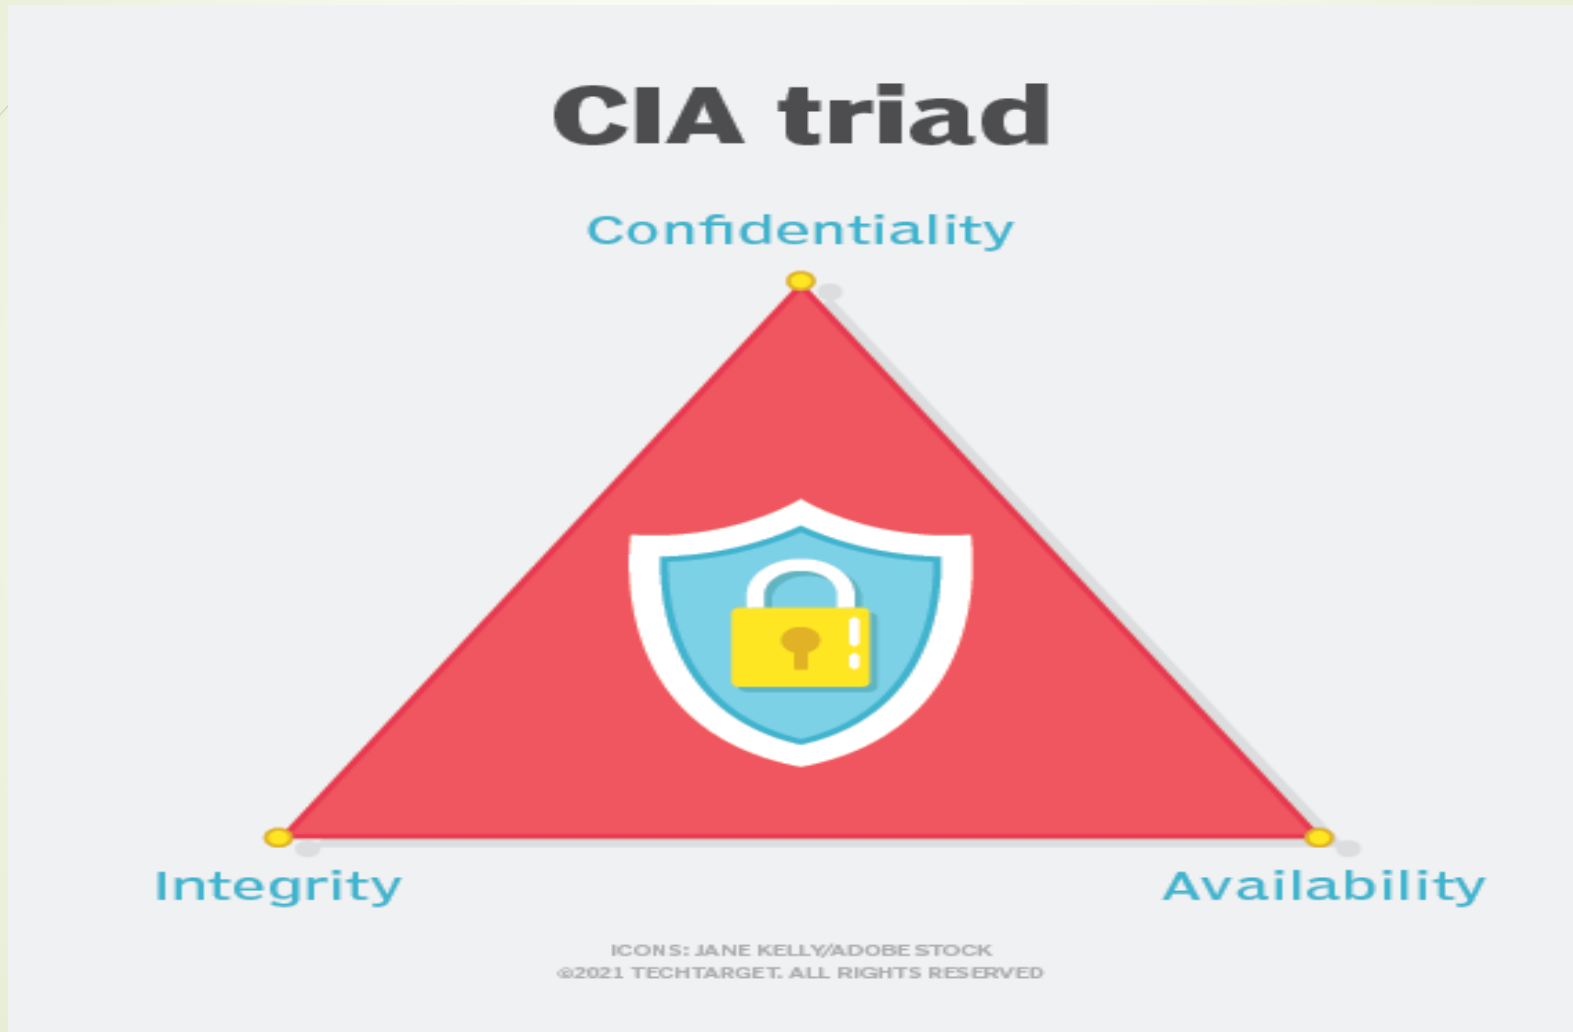 CIA triad
Confidentiality
Integrity
Availability
ICONS: JANE KELLY/ADOBE STOCK
©2021 TECHTARGET. ALL RIGHTS RESERVED